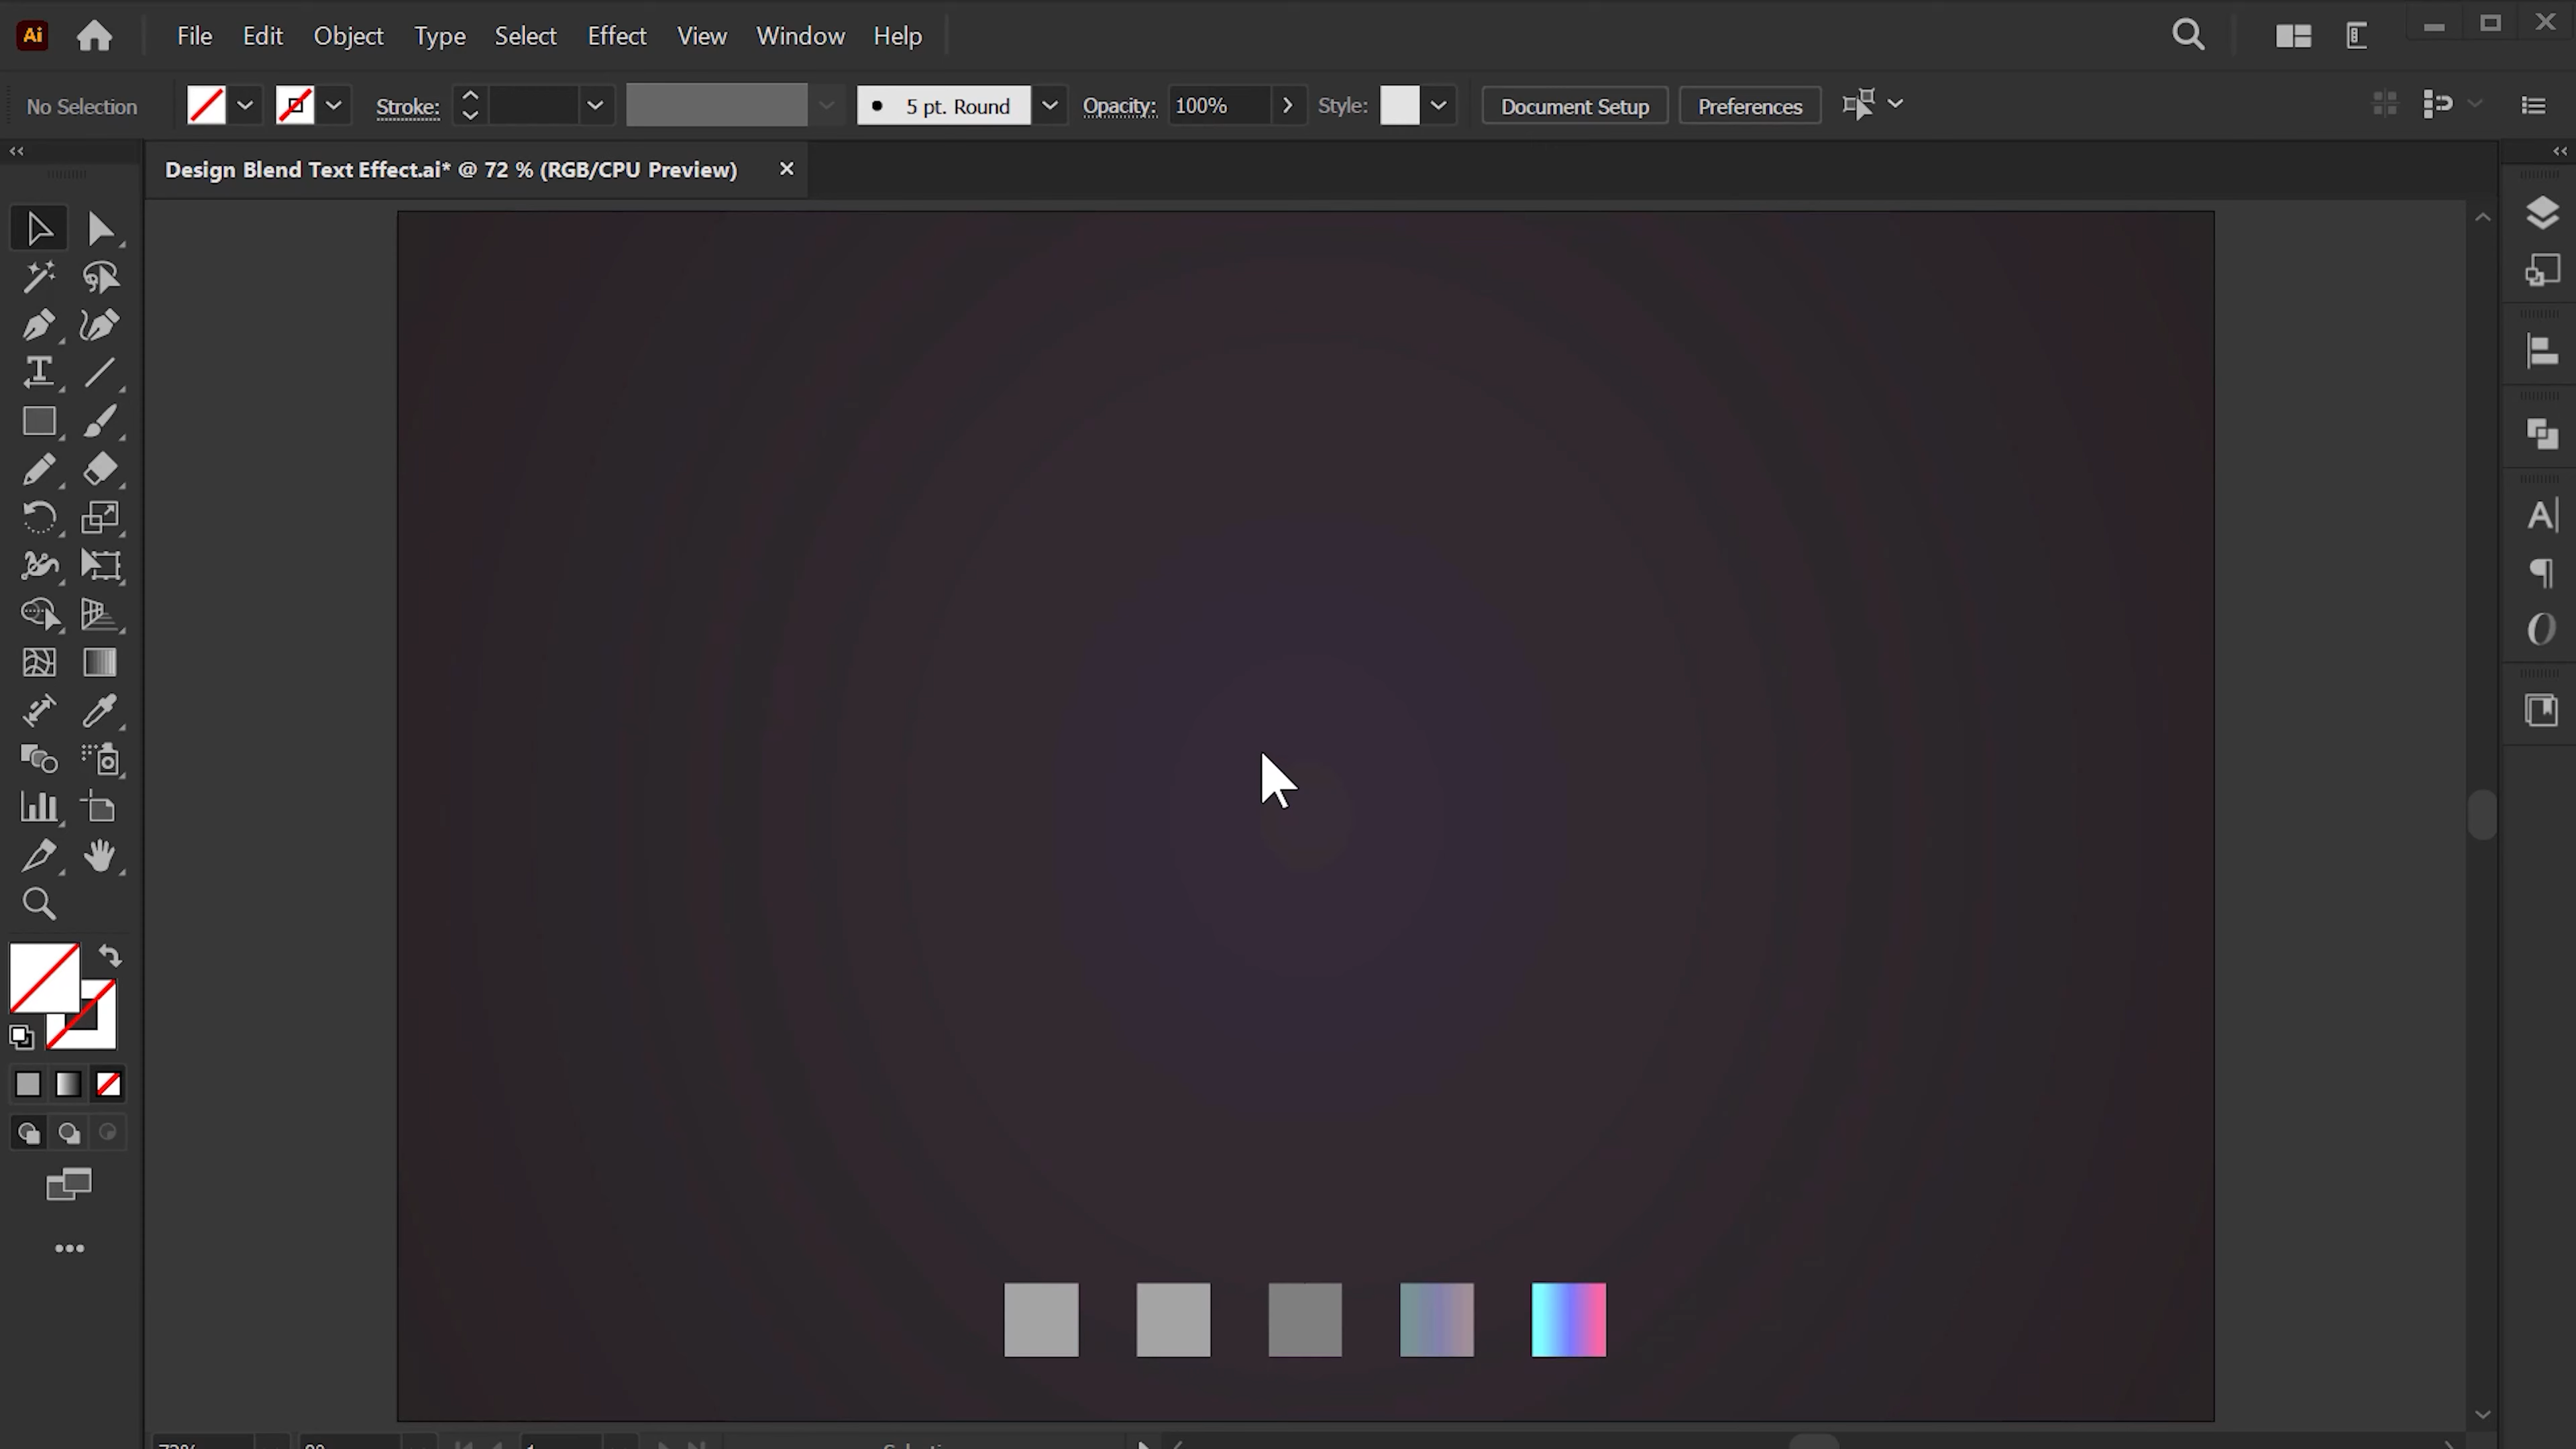 Ai File Edit Object Type Select Effect View Window Help
No Selection Stroke: 5 pt. Round Opacity: 100% Style: Document Setup Preferences
Design Blend Text Effect.ai* @ 72 % (RGB/CPU Preview)